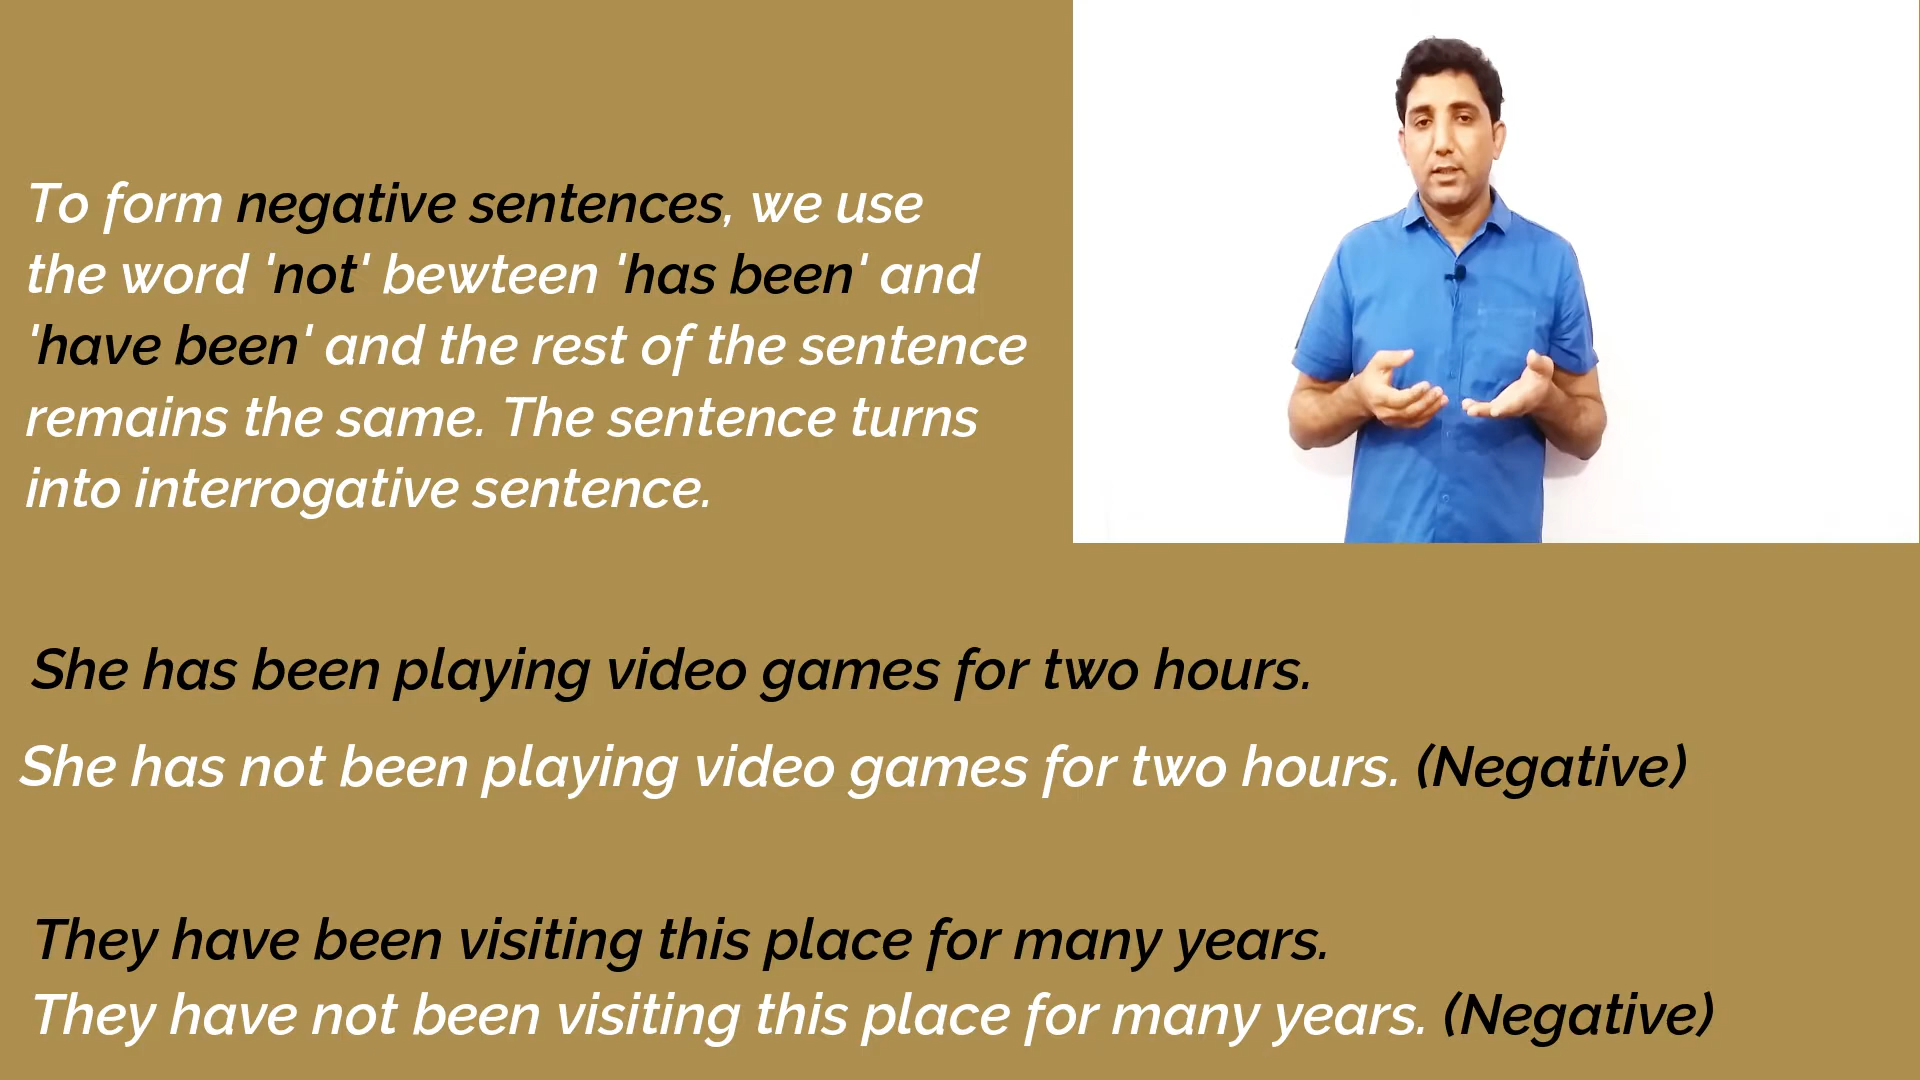 To form negative sentences, we use
the word 'not' bewteen 'has been' and
'have been' and the rest of the sentence
remains the same. The sentence turns
into interrogative sentence.
She has been playing video games for two hours.
She has not been playing video games for two hours. (Negative)
They have been visiting this place for many years.
They have not been visiting this place for many years. (Negative)